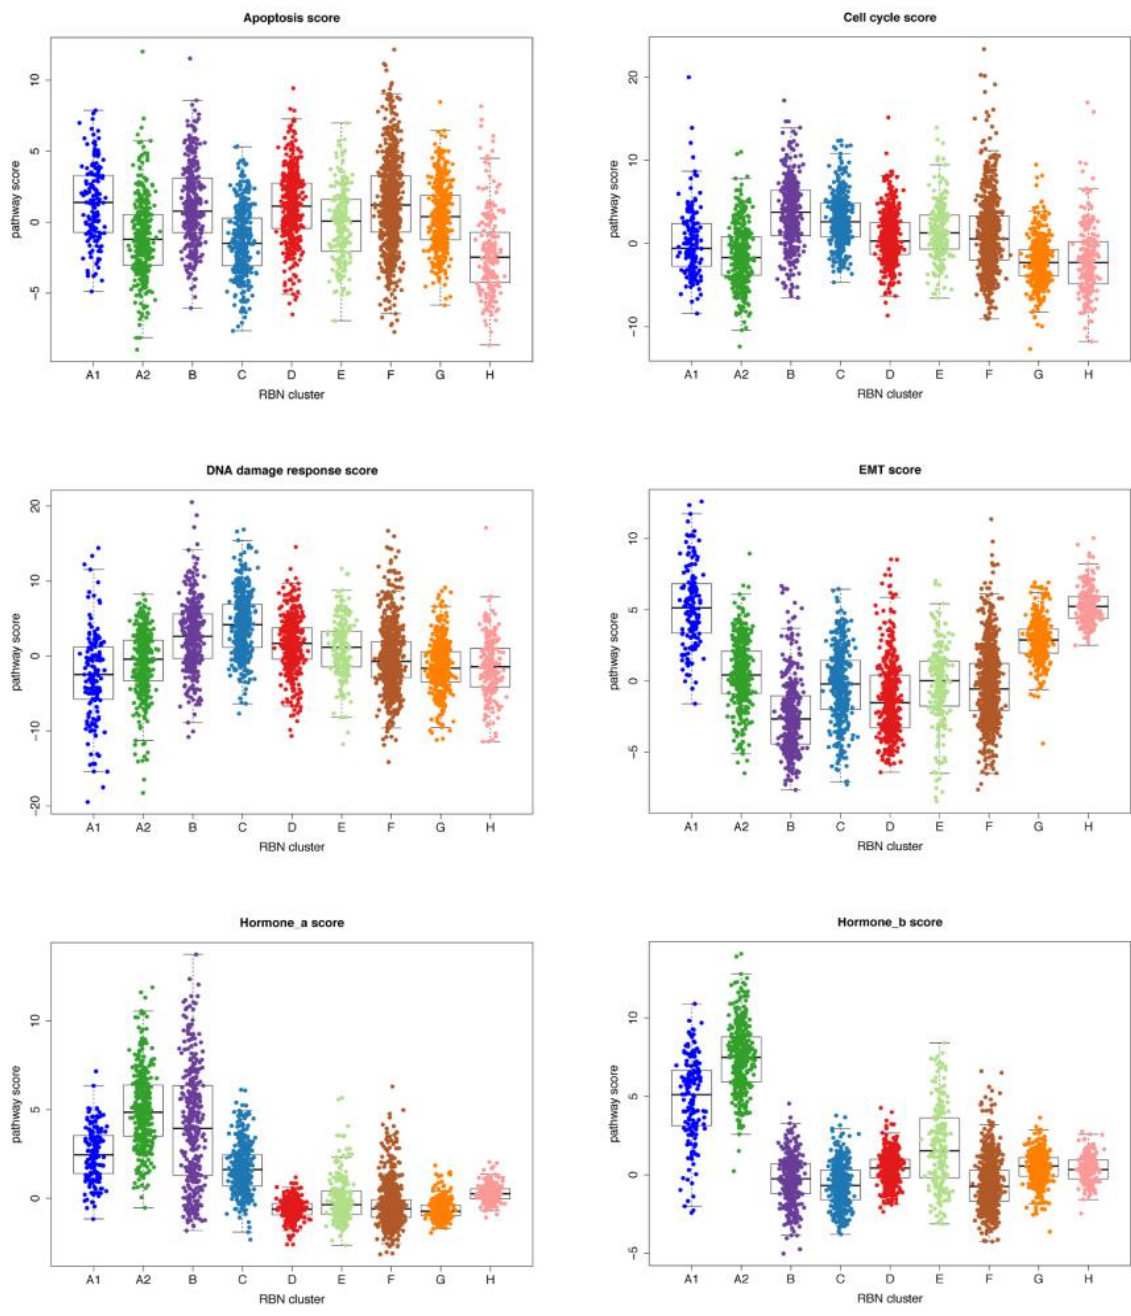 Apoptosis score
pathway score
10
5
0
−5
A1 A2 B C D E F G H
RBN cluster
Cell cycle score
pathway score
20
10
0
−10
A1 A2 B C D E F G H
RBN cluster
DNA damage response score
pathway score
20
10
0
−10
−20
A1 A2 B C D E F G H
RBN cluster
EMT score
pathway score
10
5
0
−5
A1 A2 B C D E F G H
RBN cluster
Hormone_a score
pathway score
10
5
0
A1 A2 B C D E F G H
RBN cluster
Hormone_b score
pathway score
10
5
0
−5
A1 A2 B C D E F G H
RBN cluster